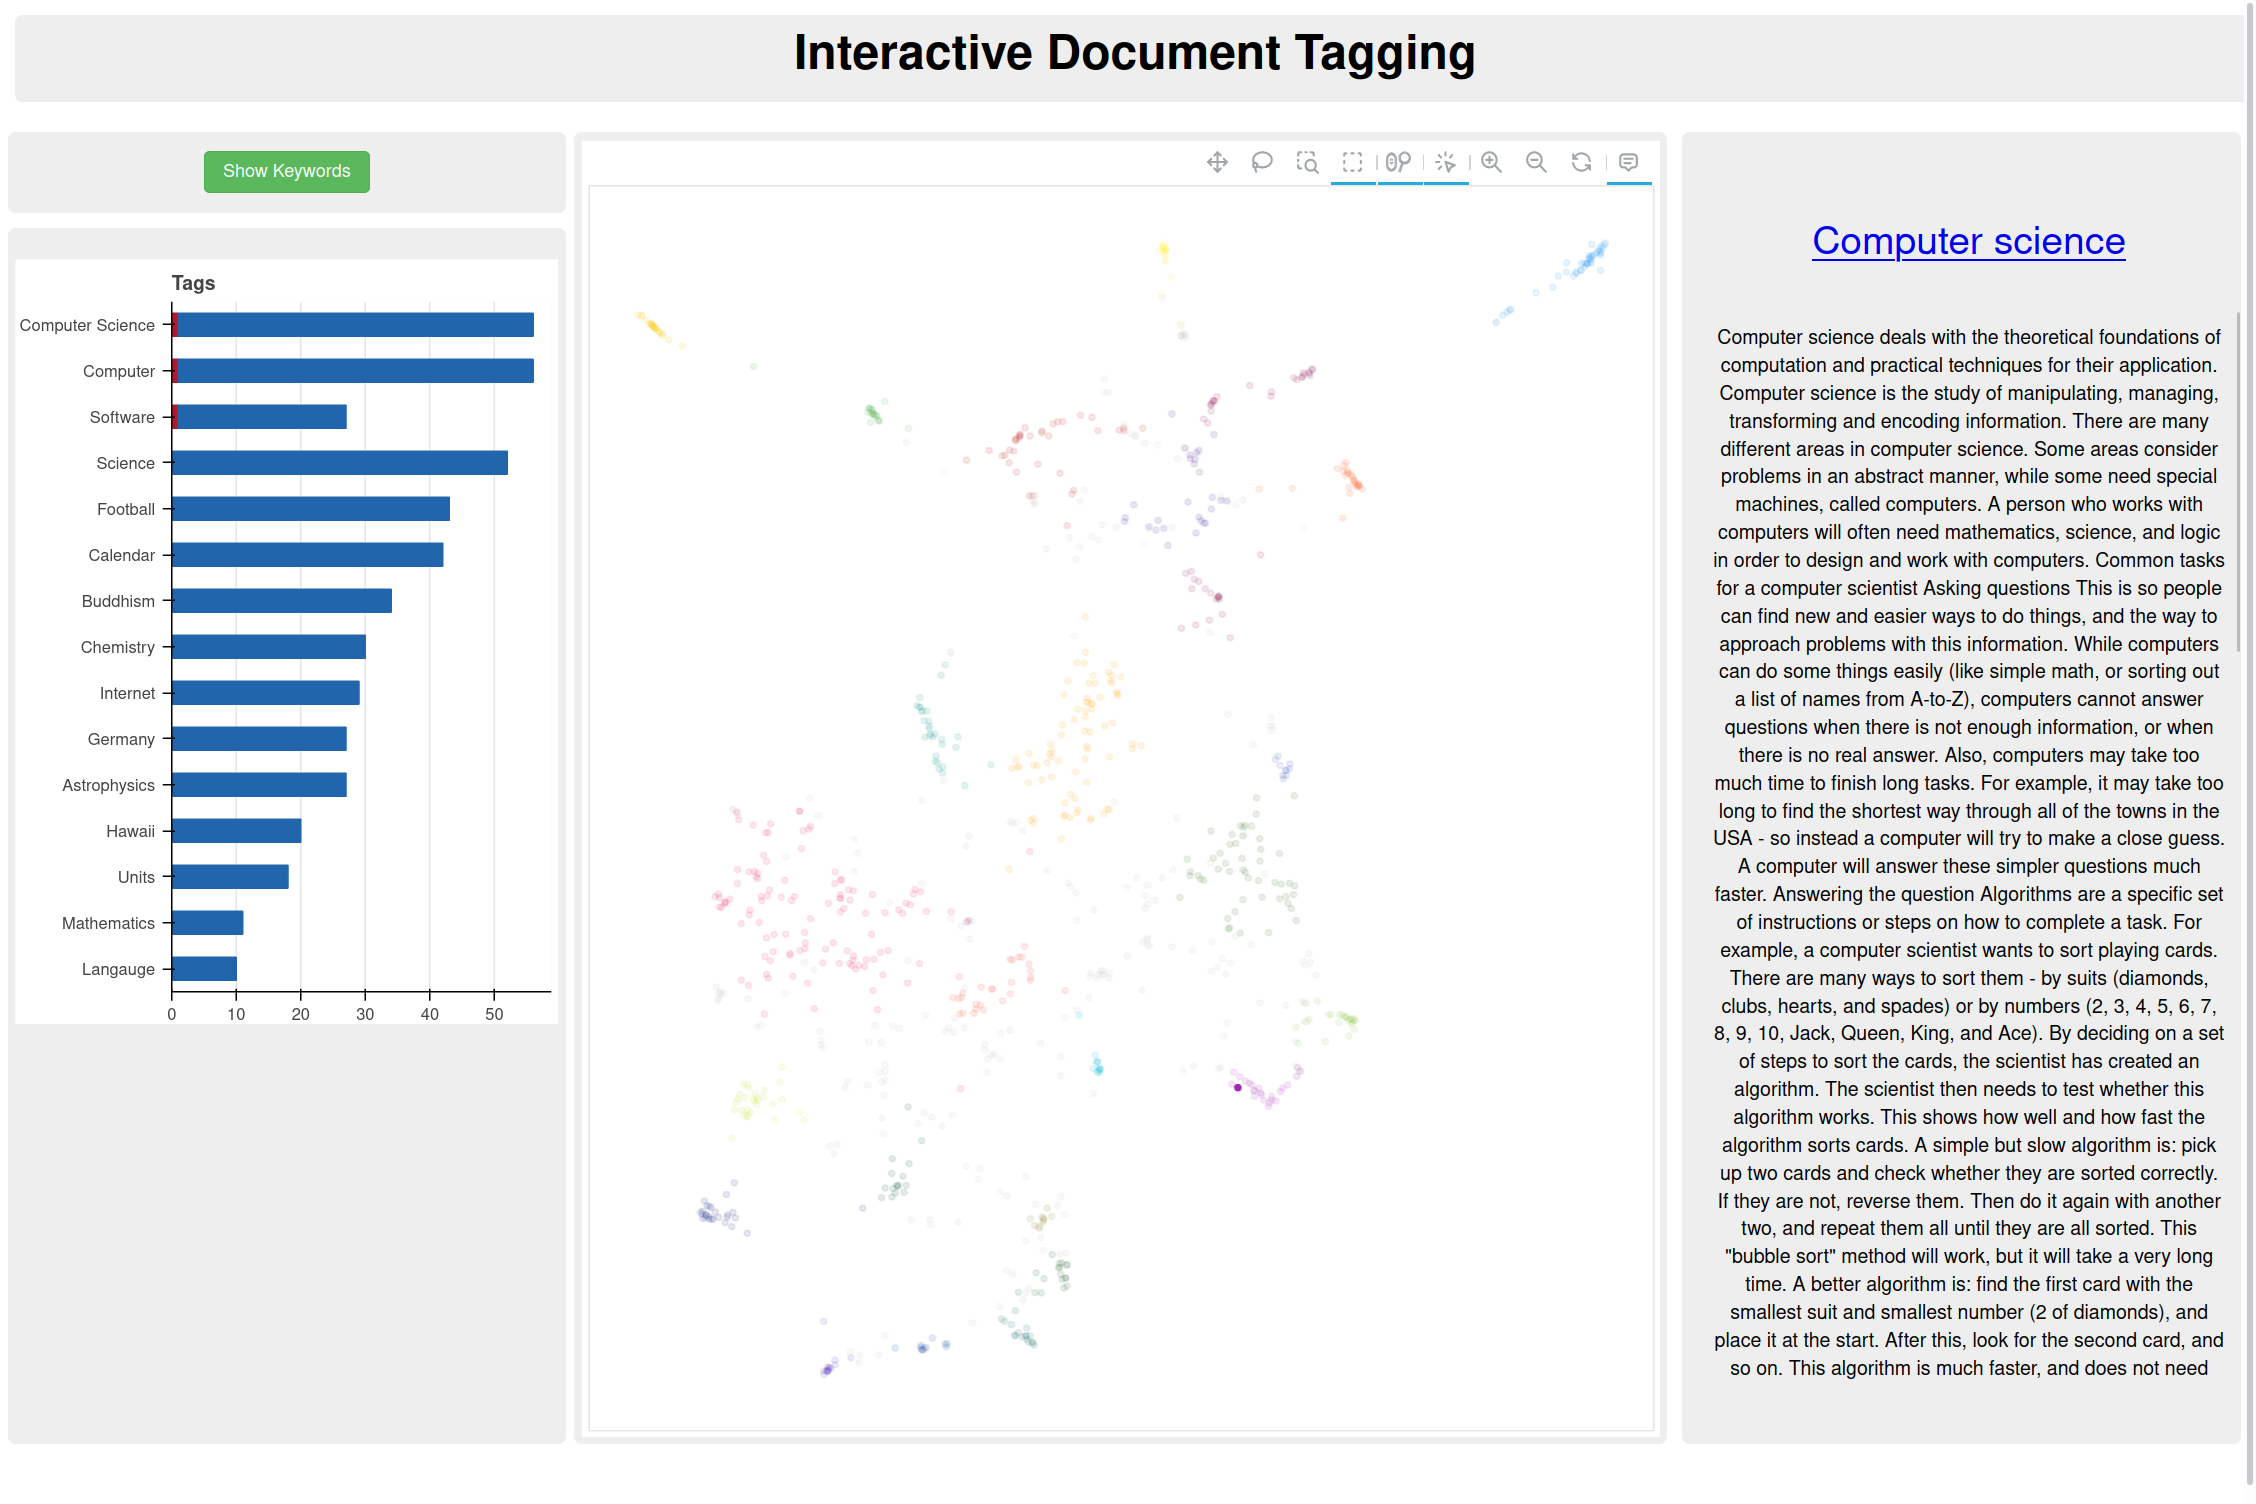 Interactive Document Tagging
Show Keywords
Tags
Computer Science
Computer
Software
Science
Football
Calendar
Buddhism
Chemistry
Internet
Germany
Astrophysics
Hawaii
Units
Mathematics
Langauge
0 10 20 30 40 50
Computer science
Computer science deals with the theoretical foundations of
computation and practical techniques for their application.
Computer science is the study of manipulating, managing,
transforming and encoding information. There are many
different areas in computer science. Some areas consider
problems in an abstract manner, while some need special
machines, called computers. A person who works with
computers will often need mathematics, science, and logic
in order to design and work with computers. Common tasks
for a computer scientist Asking questions This is so people
can find new and easier ways to do things, and the way to
approach problems with this information. While computers
can do some things easily (like simple math, or sorting out
a list of names from A-to-Z), computers cannot answer
questions when there is not enough information, or when
there is no real answer. Also, computers may take too
much time to finish long tasks. For example, it may take too
long to find the shortest way through all of the towns in the
USA - so instead a computer will try to make a close guess.
A computer will answer these simpler questions much
faster. Answering the question Algorithms are a specific set
of instructions or steps on how to complete a task. For
example, a computer scientist wants to sort playing cards.
There are many ways to sort them - by suits (diamonds,
clubs, hearts, and spades) or by numbers (2, 3, 4, 5, 6, 7,
8, 9, 10, Jack, Queen, King, and Ace). By deciding on a set
of steps to sort the cards, the scientist has created an
algorithm. The scientist then needs to test whether this
algorithm works. This shows how well and how fast the
algorithm sorts cards. A simple but slow algorithm is: pick
up two cards and check whether they are sorted correctly.
If they are not, reverse them. Then do it again with another
two, and repeat them all until they are all sorted. This
"bubble sort" method will work, but it will take a very long
time. A better algorithm is: find the first card with the
smallest suit and smallest number (2 of diamonds), and
place it at the start. After this, look for the second card, and
so on. This algorithm is much faster, and does not need